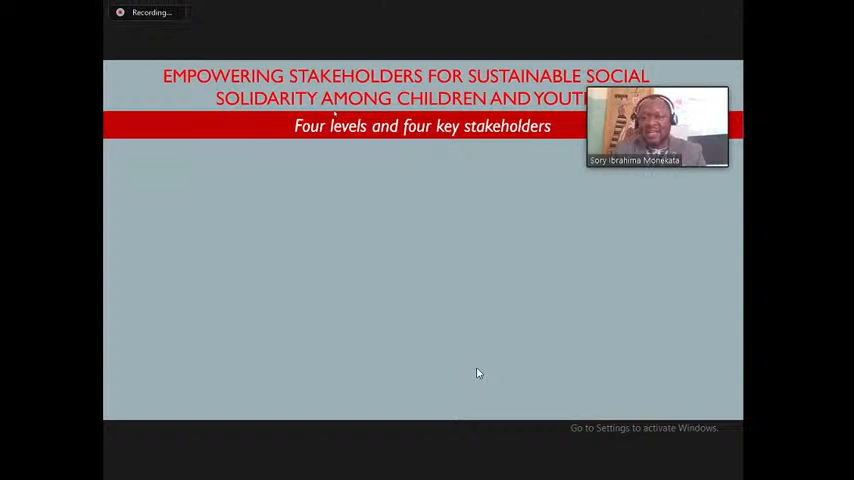 Recording...
EMPOWERING STAKEHOLDERS FOR SUSTAINABLE SOCIAL
SOLIDARITY AMONG CHILDREN AND YOUTH
Four levels and four key stakeholders
Sory Ibrahima Monekata
Go to Settings to activate Windows.